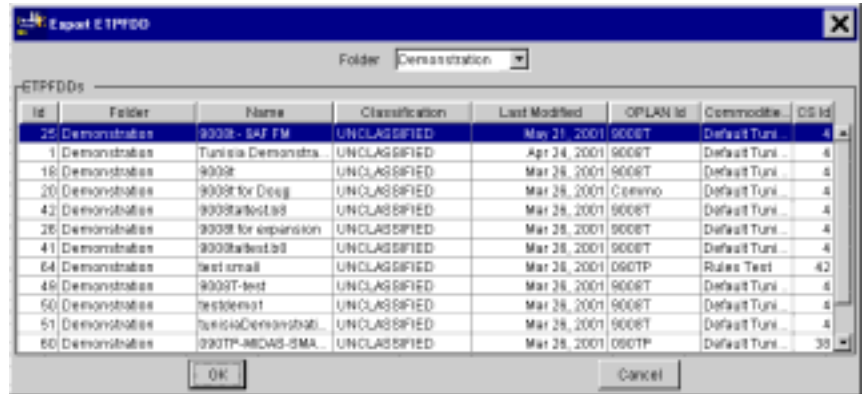 Export ETPFDD
Folder Demonstration
ETPFDDs
Id Folder Name Classification Last Modified OPLAN Id Commoditie... CS Id
25 Demonstration 9008t - SAF FM UNCLASSIFIED May 21, 2001 9008T Default Tuni... 4
1 Demonstration Tunisia Demonstra... UNCLASSIFIED Apr 24, 2001 9008T Default Tuni... 4
18 Demonstration 9008t UNCLASSIFIED Mar 26, 2001 9008T Default Tuni... 4
20 Demonstration 9008t for Doug UNCLASSIFIED Mar 26, 2001 Commo Default Tuni... 4
42 Demonstration UNCLASSIFIED Mar 26, 2001 9008T Default Tuni... 4
26 Demonstration 9008t for expansion UNCLASSIFIED Mar 26, 2001 9008T Default Tuni... 4
41 Demonstration UNCLASSIFIED Mar 26, 2001 9008T Default Tuni... 4
64 Demonstration test small UNCLASSIFIED Mar 26, 2001 090TP Rules Test 42
49 Demonstration 9008T-test UNCLASSIFIED Mar 26, 2001 9008T Default Tuni... 4
50 Demonstration testdemo1 UNCLASSIFIED Mar 26, 2001 9008T Default Tuni... 4
51 Demonstration tunisiaDemonstrati... UNCLASSIFIED Mar 26, 2001 9008T Default Tuni... 4
60 Demonstration 090TP-MIDAS-SMA... UNCLASSIFIED Mar 26, 2001 090TP Default Tuni... 38
OK Cancel